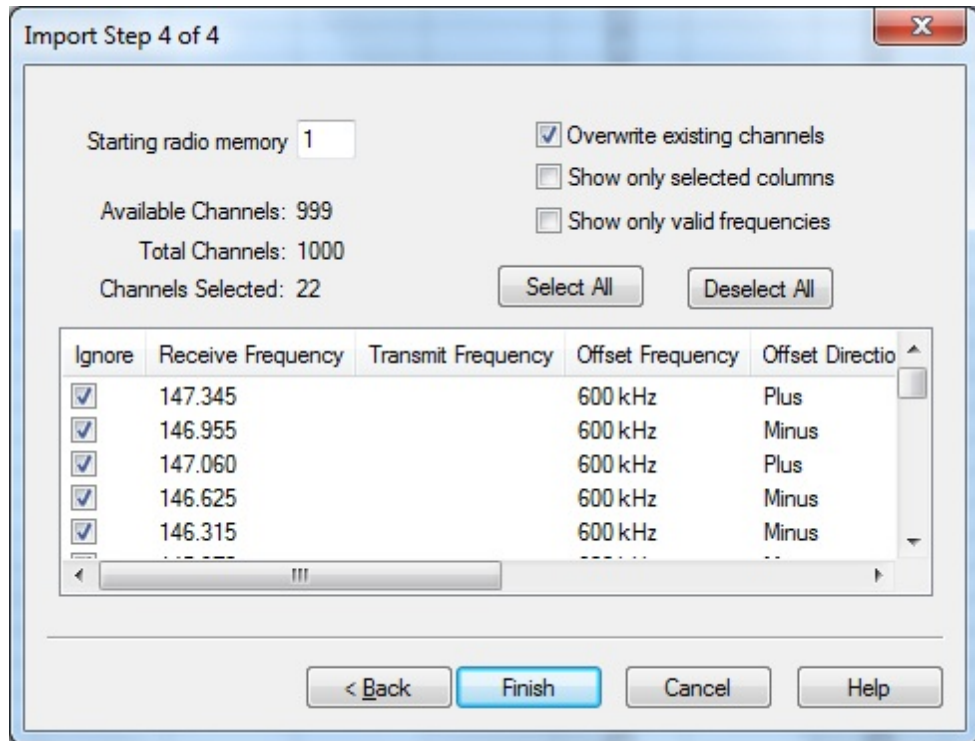 Import Step 4 of 4
Starting radio memory 1
Overwrite existing channels
Show only selected columns
Show only valid frequencies
Available Channels: 999
Total Channels: 1000
Channels Selected: 22
Select All
Deselect All
Ignore Receive Frequency Transmit Frequency Offset Frequency Offset Directio
147.345 600 kHz Plus
146.955 600 kHz Minus
147.060 600 kHz Plus
146.625 600 kHz Minus
146.315 600 kHz Minus
< Back
Finish
Cancel
Help